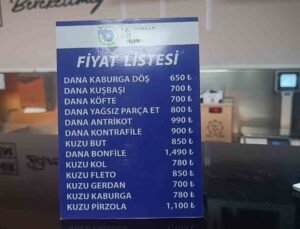 Bereketimiz
FİYAT LİSTESİ
DANA KABURGA DÖŞ 650 ₺
DANA KUŞBAŞI 700 ₺
DANA KÖFTE 700 ₺
DANA YAĞSIZ PARÇA ET 800 ₺
DANA ANTRİKOT 990 ₺
DANA KONTRAFİLE 900 ₺
KUZU BUT 850 ₺
DANA BONFİLE 1,490 ₺
KUZU KOL 780 ₺
KUZU FLETO 850 ₺
KUZU GERDAN 700 ₺
KUZU KABURGA 780 ₺
KUZU PİRZOLA 1,100 ₺